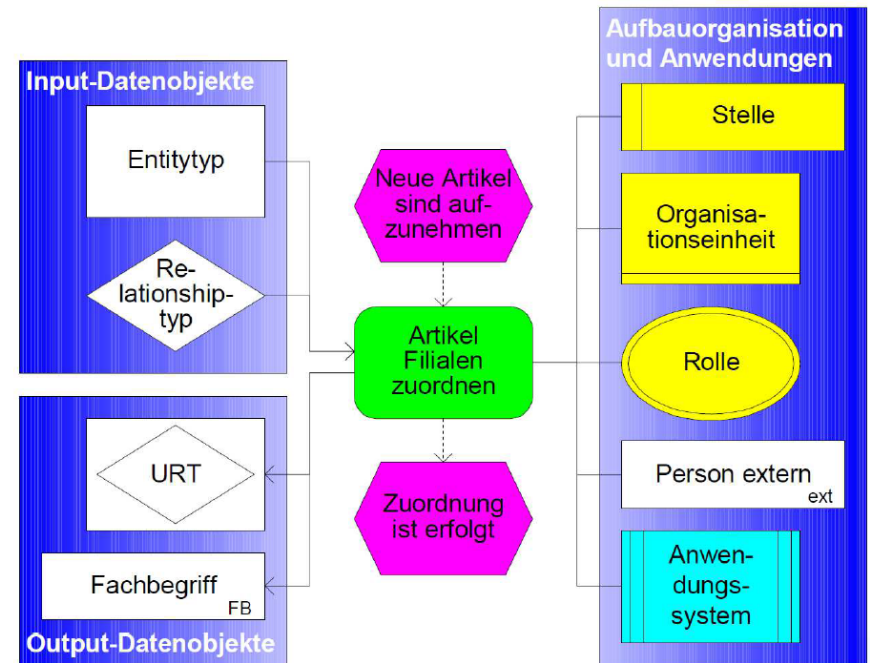 Input-Datenobjekte
Entitytyp
Re-
lationship-
typ
URT
Fachbegriff
FB
Output-Datenobjekte
Neue Artikel
sind auf-
zunehmen
Artikel
Filialen
zuordnen
Zuordnung
ist erfolgt
Aufbauorganisation
und Anwendungen
Stelle
Organisa-
tionseinheit
Rolle
Person extern
ext
Anwen-
dungs-
system